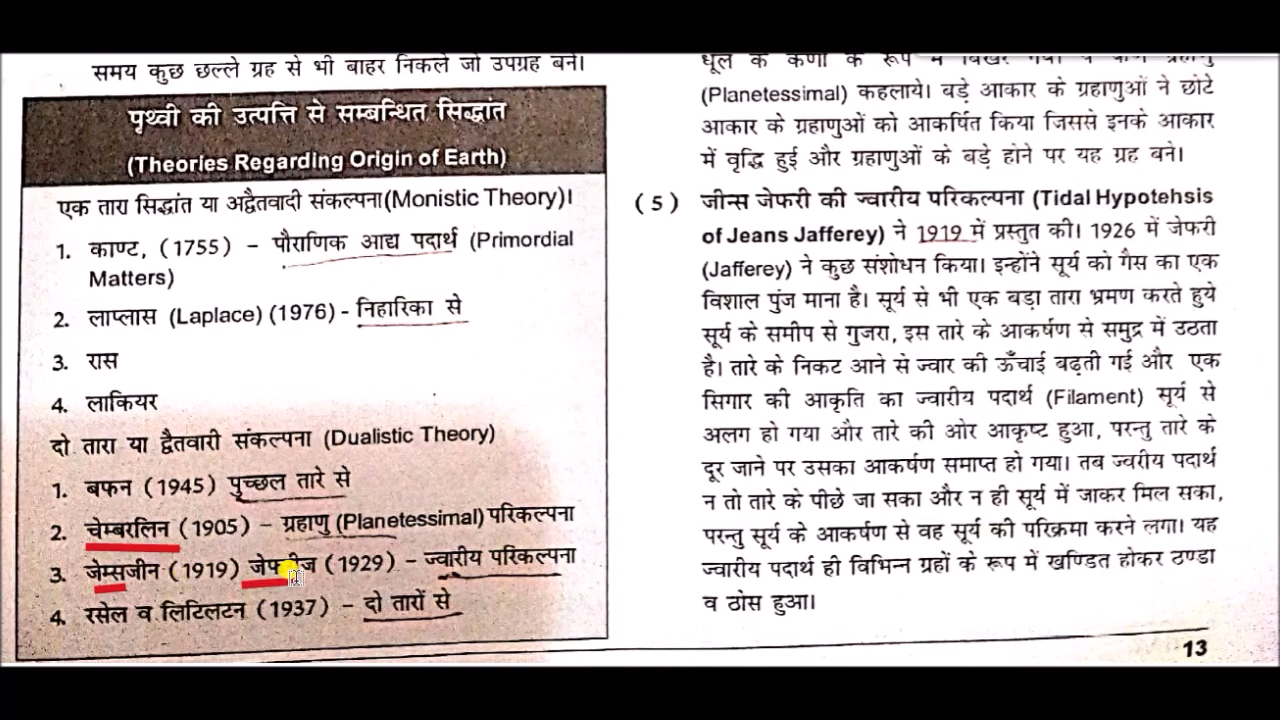 समय कुछ छल्ले ग्रह से भी बाहर निकले जो उपग्रह बने।
पृथ्वी की उत्पत्ति से सम्बन्धित सिद्धांत
(Theories Regarding Origin of Earth)
एक तारा सिद्धांत या अद्वैतवादी संकल्पना(Monistic Theory)।
1. काण्ट, (1755) – पौराणिक आद्य पदार्थ (Primordial
Matters)
2. लाप्लास (Laplace) (1976) - निहारिका से
3. रास
4. लाकियर
दो तारा या द्वैतवारी संकल्पना (Dualistic Theory)
1. बफन (1945) पुच्छल तारे से
2. चेम्बरलिन (1905) – ग्रहाणु (Planetessimal) परिकल्पना
3. जेम्सजीन (1919) (1929) – ज्वारीय परिकल्पना
4. रसेल व लिटिलटन (1937) – दो तारों से
धूल के कणों के रूप में
(Planetessimal) कहलाये। बड़े आकार के ग्रहाणुओं ने छोटे
आकार के ग्रहाणुओं को आकर्षित किया जिससे इनके आकार
में वृद्धि हुई और ग्रहाणुओं के बड़े होने पर यह ग्रह बने।
(5) जीन्स जेफरी की ज्वारीय परिकल्पना (Tidal Hypotehsis
of Jeans Jafferey) ने 1919 में प्रस्तुत की। 1926 में जेफरी
(Jafferey) ने कुछ संशोधन किया। इन्होंने सूर्य को गैस का एक
विशाल पुंज माना है। सूर्य से भी एक बड़ा तारा भ्रमण करते हुये
सूर्य के समीप से गुजरा, इस तारे के आकर्षण से समुद्र में उठता
है। तारे के निकट आने से ज्वार की ऊँचाई बढ़ती गई और एक
सिगार की आकृति का ज्वारीय पदार्थ (Filament) सूर्य से
अलग हो गया और तारे की ओर आकृष्ट हुआ, परन्तु तारे के
दूर जाने पर उसका आकर्षण समाप्त हो गया। तब ज्वरीय पदार्थ
न तो तारे के पीछे जा सका और न ही सूर्य में जाकर मिल सका,
परन्तु सूर्य के आकर्षण से वह सूर्य की परिक्रमा करने लगा। यह
ज्वारीय पदार्थ ही विभिन्न ग्रहों के रूप में खण्डित होकर ठण्डा
व ठोस हुआ।
13